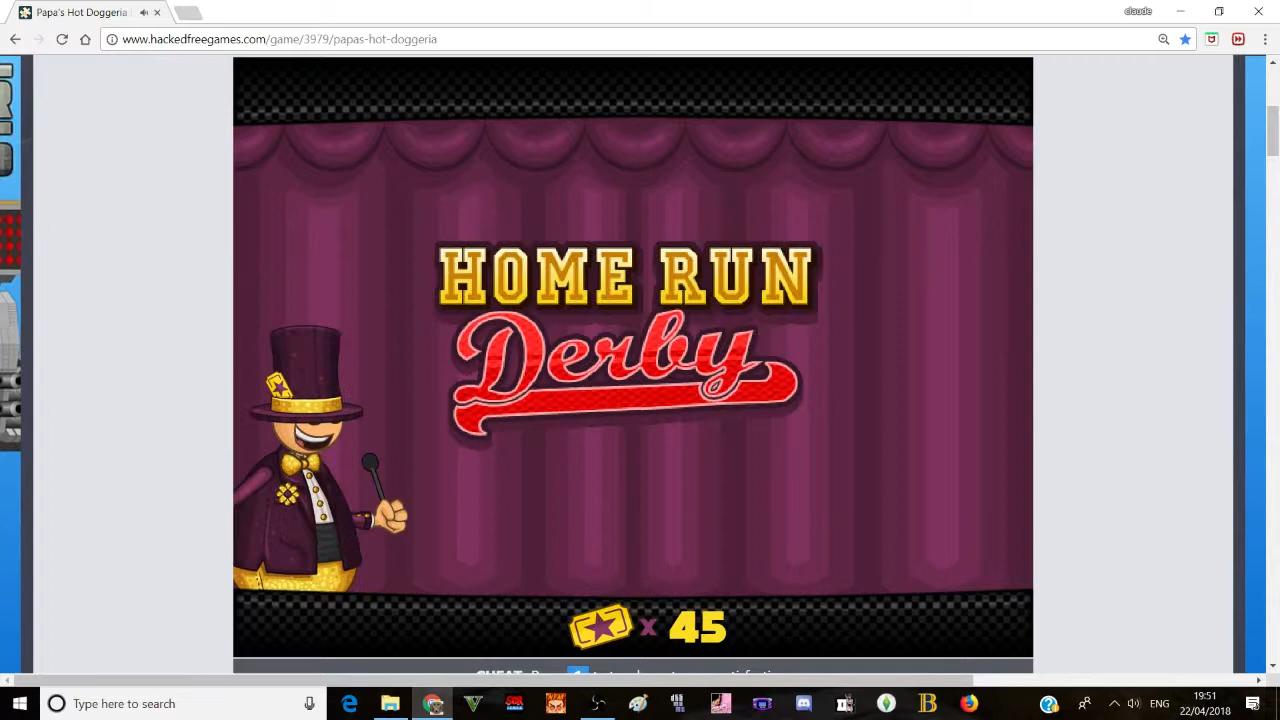 Papa's Hot Doggeria
claude
www.hackedfreegames.com/game/3979/papas-hot-doggeria
HOME RUN
Derby
x 45
Type here to search
ENG
19:51
22/04/2018